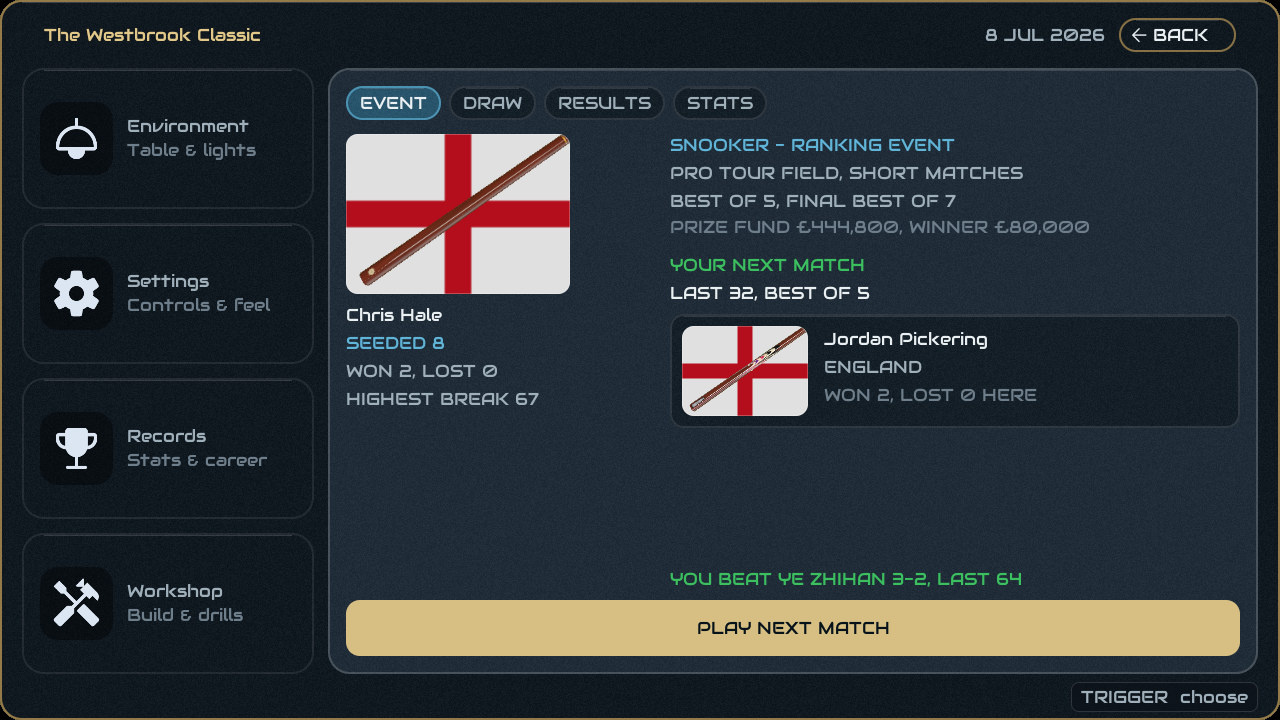 The Westbrook Classic
8 JUL 2026
← BACK
Environment
Table & lights
Settings
Controls & feel
Records
Stats & career
Workshop
Build & drills
EVENT
DRAW
RESULTS
STATS
Chris Hale
SEEDED 8
WON 2, LOST 0
HIGHEST BREAK 67
SNOOKER - RANKING EVENT
PRO TOUR FIELD, SHORT MATCHES
BEST OF 5, FINAL BEST OF 7
PRIZE FUND £444,800, WINNER £80,000
YOUR NEXT MATCH
LAST 32, BEST OF 5
Jordan Pickering
ENGLAND
WON 2, LOST 0 HERE
YOU BEAT YE ZHIHAN 3-2, LAST 64
PLAY NEXT MATCH
TRIGGER choose